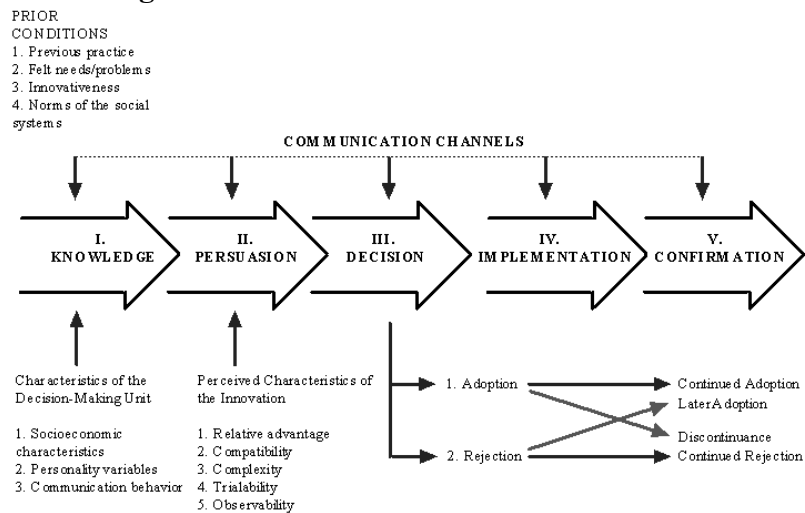 PRIOR
CONDITIONS
1. Previous practice
2. Felt needs/problems
3. Innovativeness
4. Norms of the social
systems
COMMUNICATION CHANNELS
I.
KNOWLEDGE
II.
PERSUASION
III.
DECISION
IV.
IMPLEMENTATION
V.
CONFIRMATION
Characteristics of the
Decision-Making Unit
1. Socioeconomic
characteristics
2. Personality variables
3. Communication behavior
Perceived Characteristics of
the Innovation
1. Relative advantage
2. Compatibility
3. Complexity
4. Trialability
5. Observability
1. Adoption
2. Rejection
Continued Adoption
Later Adoption
Discontinuance
Continued Rejection